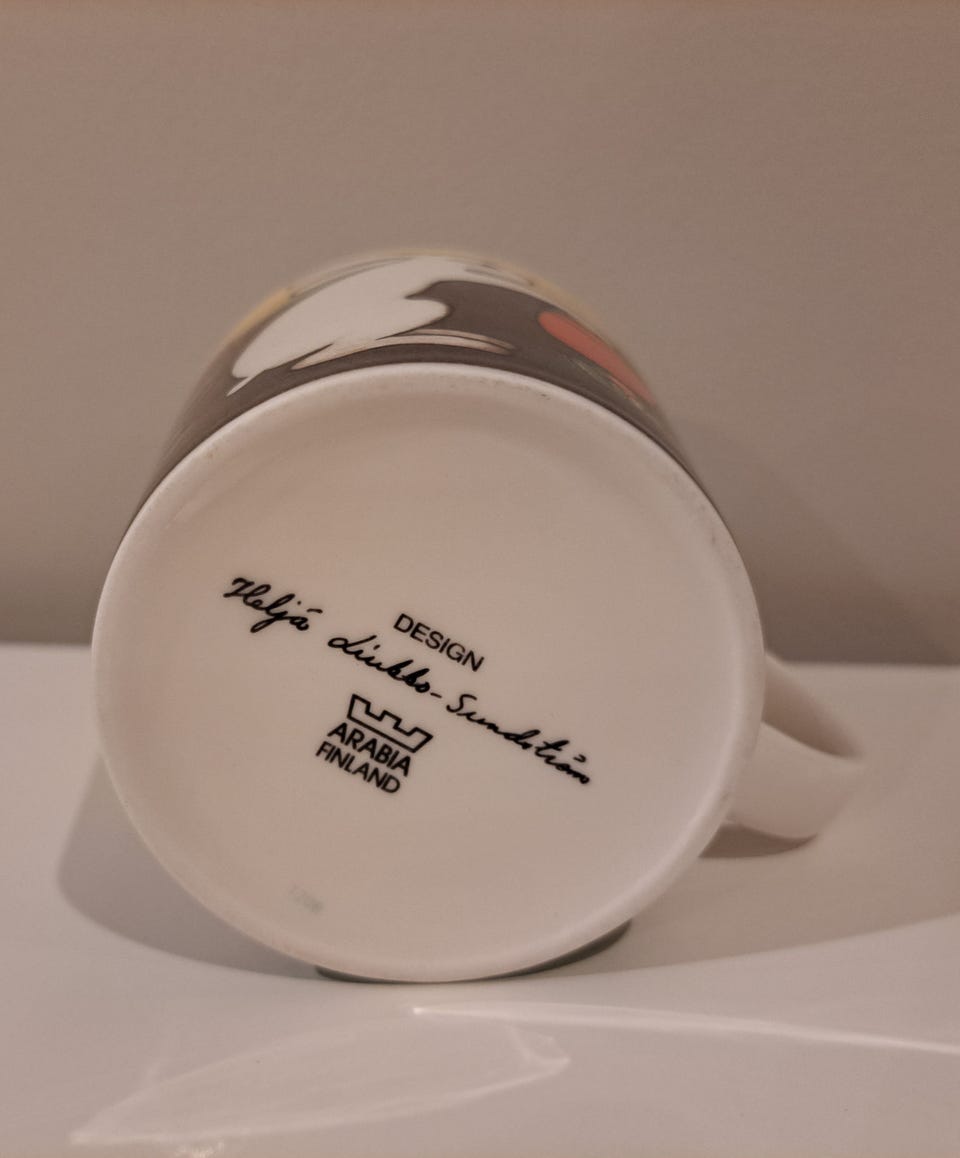 DESIGN
Heljä Liukko-Sundström
ARABIA
FINLAND